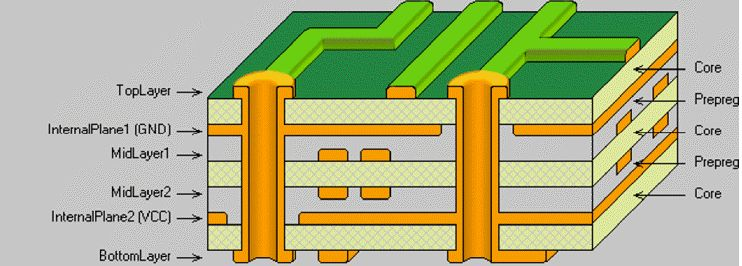 TopLayer
InternalPlane1 (GND)
MidLayer1
MidLayer2
InternalPlane2 (VCC)
BottomLayer
Core
Prepreg
Core
Prepreg
Core